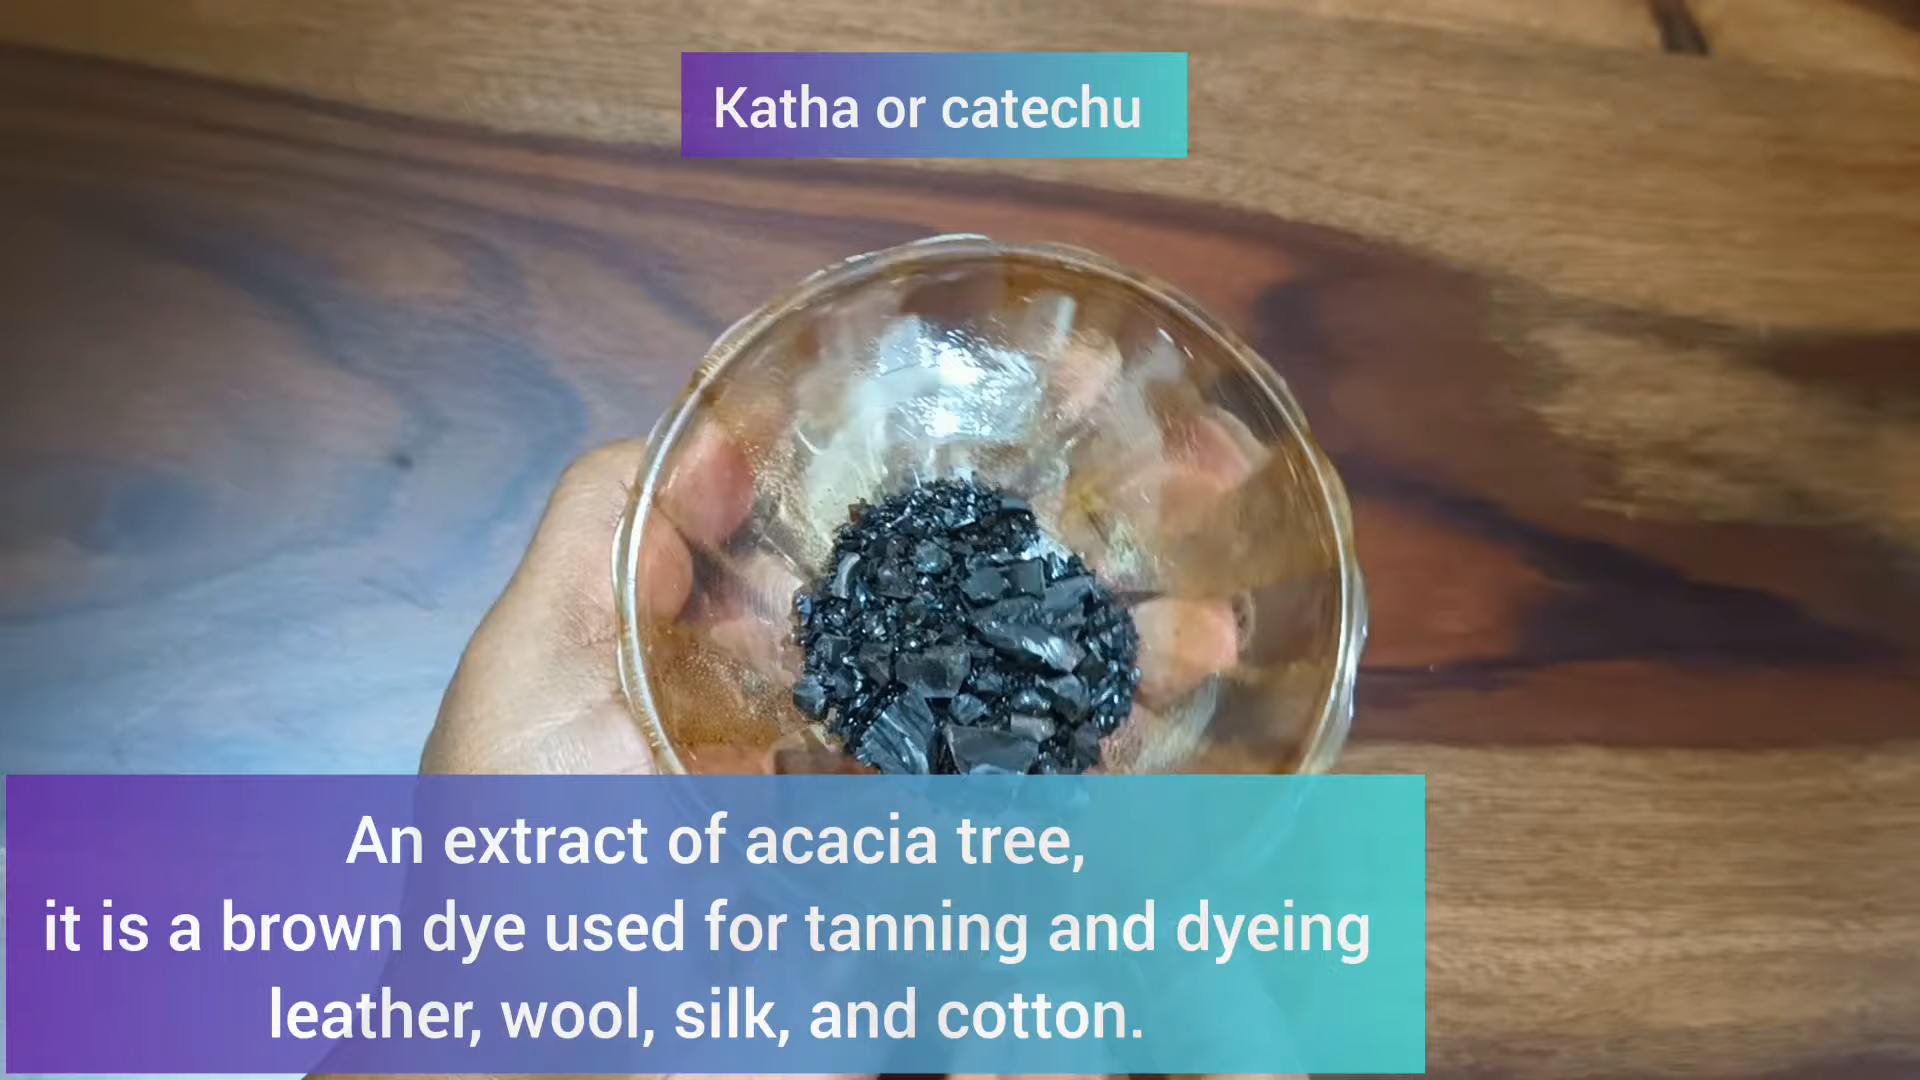 Katha or catechu
An extract of acacia tree,
it is a brown dye used for tanning and dyeing
leather, wool, silk, and cotton.